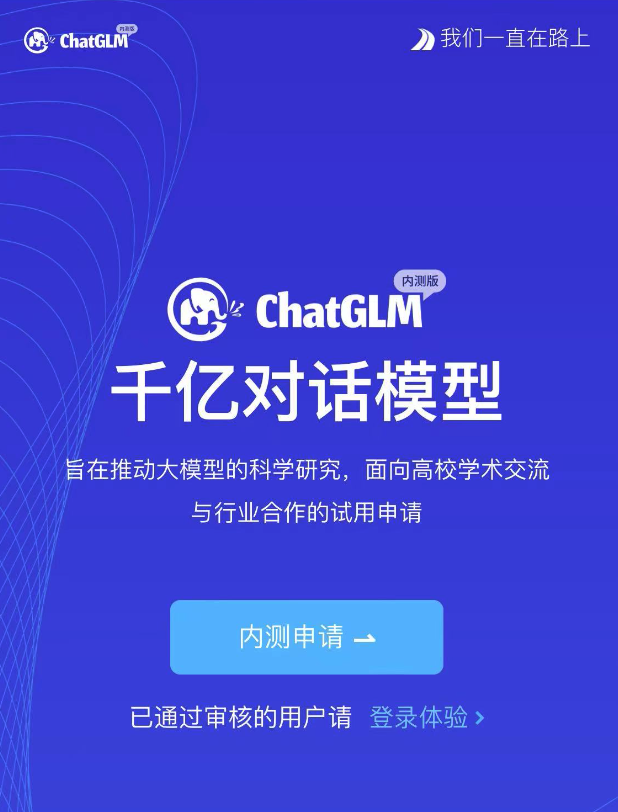 ChatGLM 内测版
我们一直在路上
内测版
ChatGLM
千亿对话模型
旨在推动大模型的科学研究，面向高校学术交流
与行业合作的试用申请
内测申请
已通过审核的用户请 登录体验